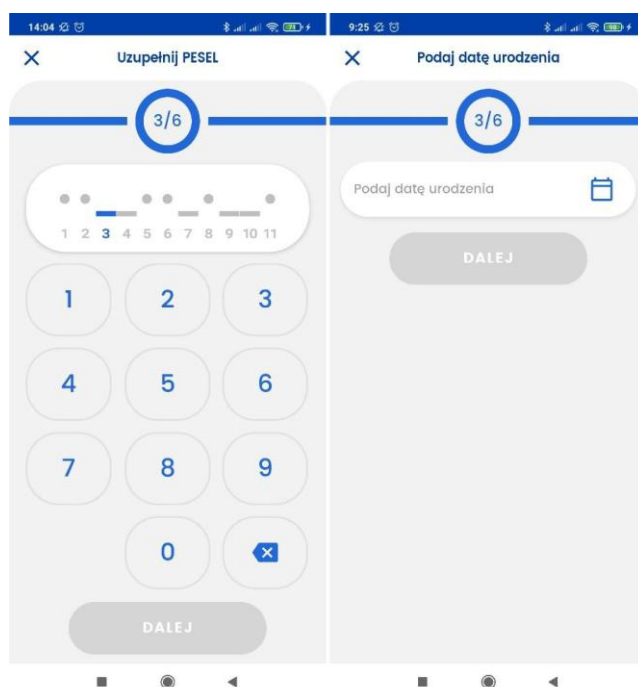 14:04
Uzupełnij PESEL
3/6
1 2 3 4 5 6 7 8 9 10 11
1 2 3
4 5 6
7 8 9
0
DALEJ
9:25
Podaj datę urodzenia
3/6
Podaj datę urodzenia
DALEJ